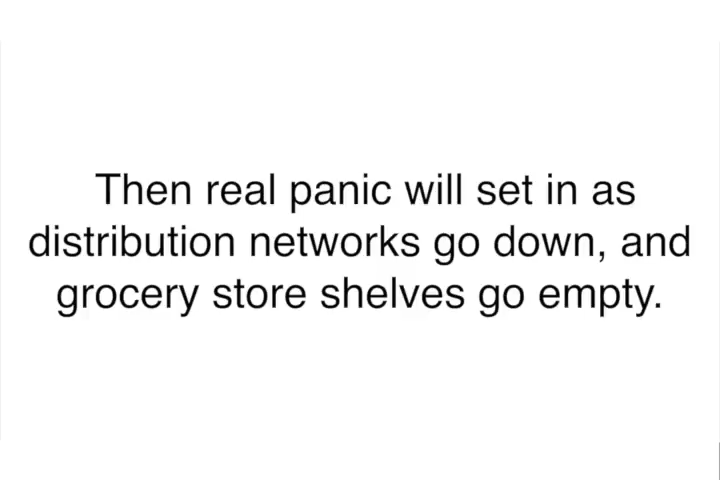 Then real panic will set in as
distribution networks go down, and
grocery store shelves go empty.